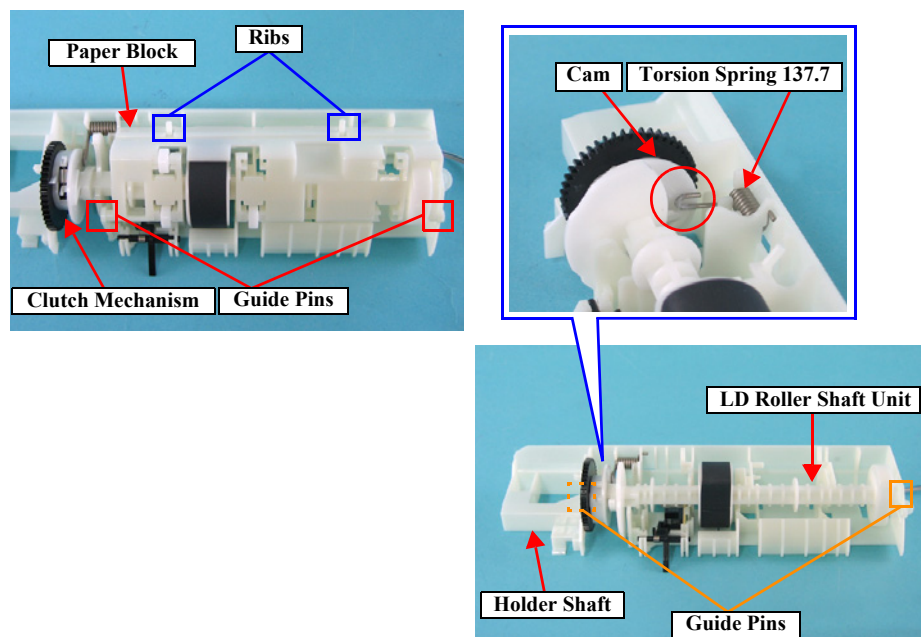 Paper Block
Ribs
Clutch Mechanism
Guide Pins
Cam
Torsion Spring 137.7
LD Roller Shaft Unit
Holder Shaft
Guide Pins